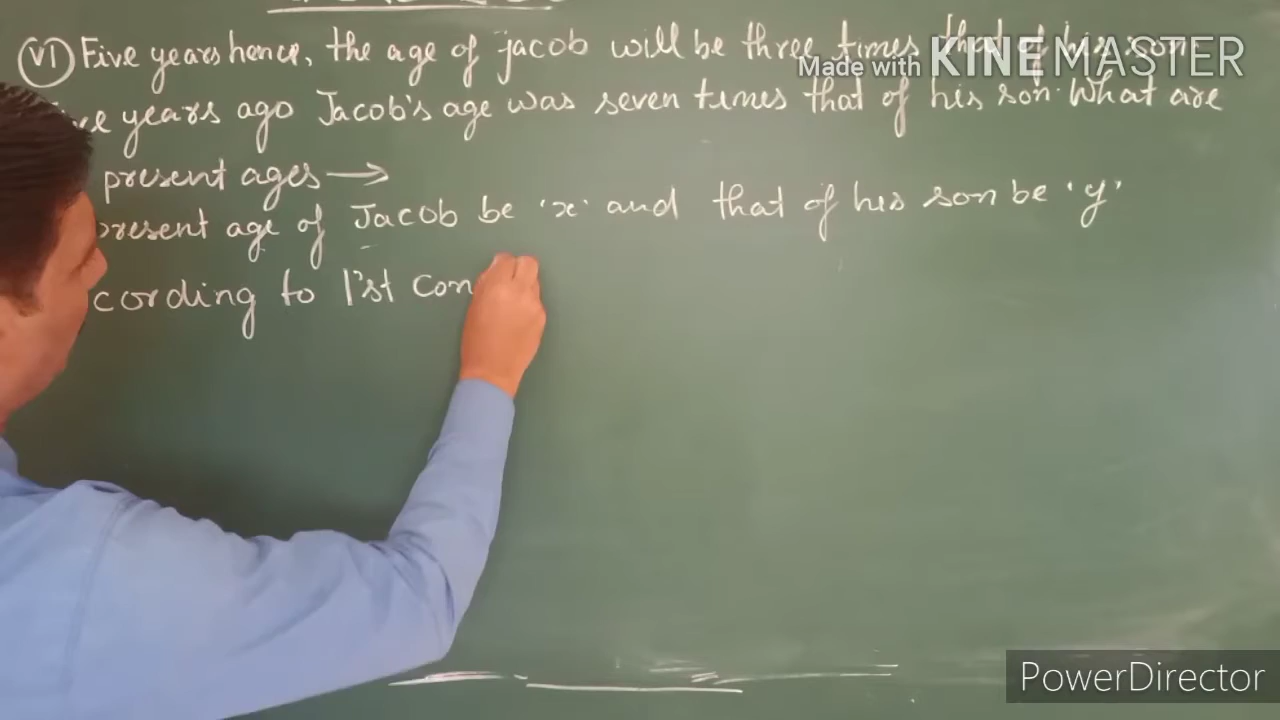 (VI) Five years hence, the age of jacob will be three times that of his son.
years ago Jacob's age was seven times that of his son. What are
present ages →
present age of Jacob be 'x' and that of his son be 'y'
cording to 1'st con
Made with KINEMASTER
PowerDirector